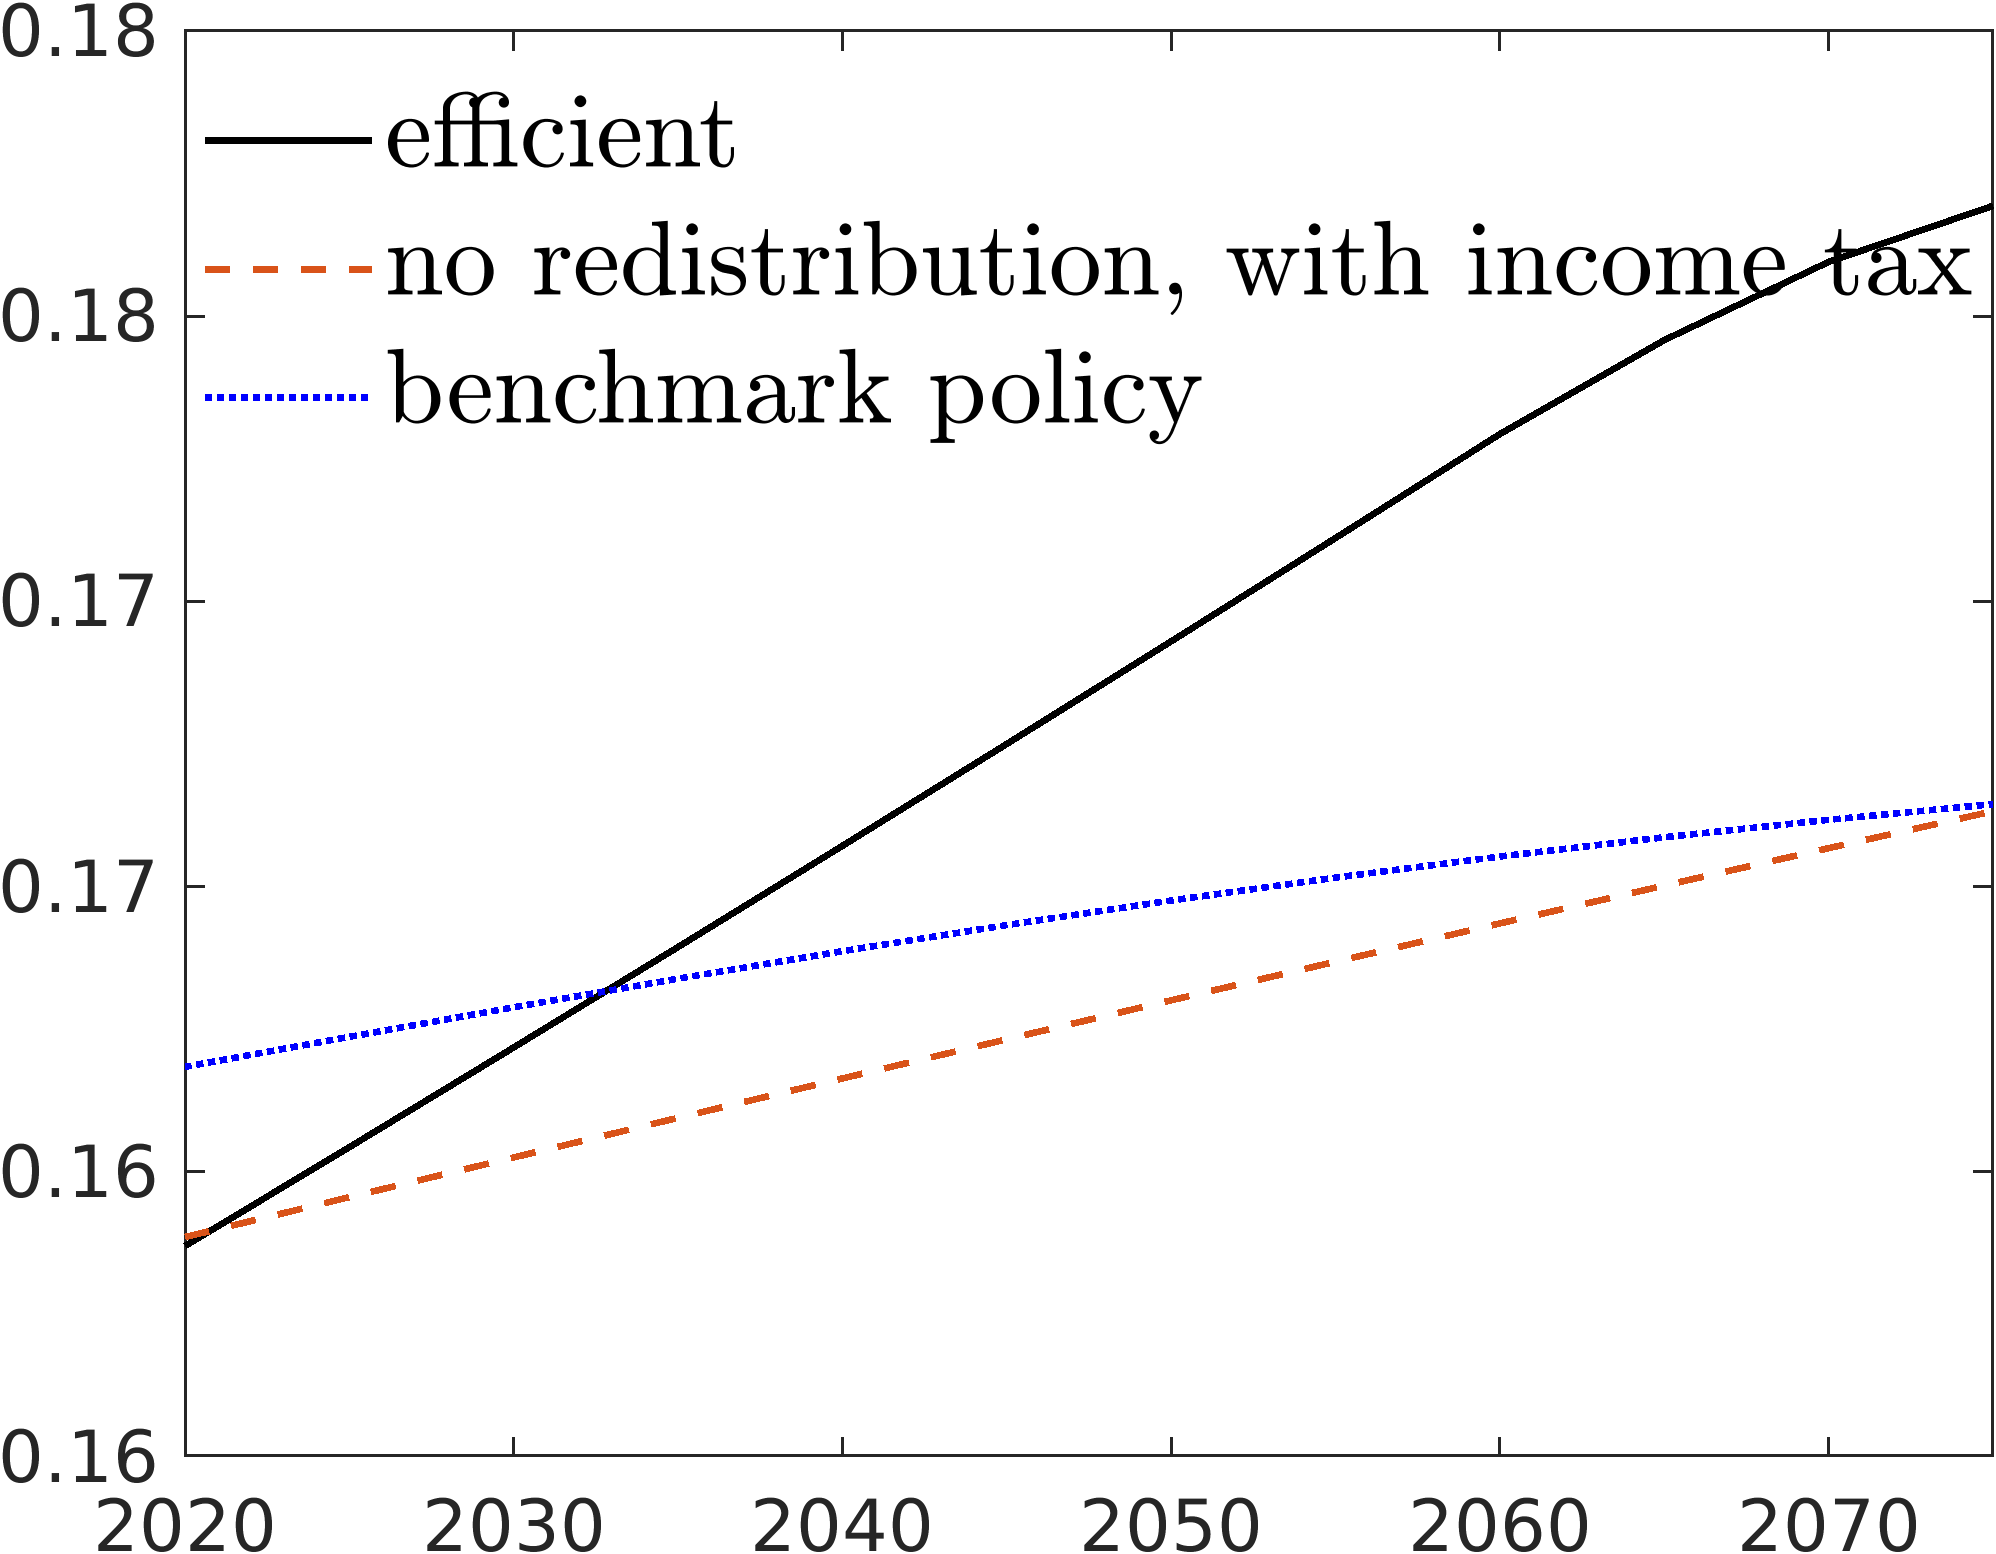 0.18
efficient
no redistribution, with income tax
0.18
benchmark policy
0.17
0.17
0.16
0.16
2020 2030 2040 2050 2060 2070